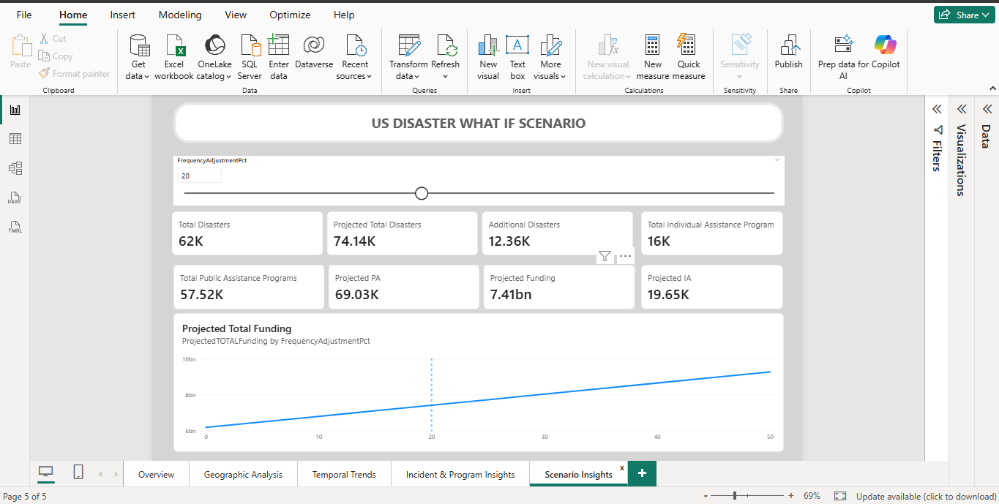 File Home Insert Modeling View Optimize Help Share
Paste Cut Copy Format painter
Clipboard
Get data Excel workbook OneLake catalog SQL Server Enter data Dataverse Recent sources
Data
Transform data Refresh
Queries
New visual Text box More visuals
Insert
New visual calculation New measure Quick measure
Calculations
Sensitivity
Sensitivity
Publish
Share
Prep data for AI Copilot
Copilot
DAX
TMDL
US DISASTER WHAT IF SCENARIO
FrequencyAdjustmentPct
20
Total Disasters
62K
Projected Total Disasters
74.14K
Additional Disasters
12.36K
Total Individual Assistance Program
16K
Total Public Assistance Programs
57.52K
Projected PA
69.03K
Projected Funding
7.41bn
Projected IA
19.65K
Projected Total Funding
ProjectedTOTALFunding by FrequencyAdjustmentPct
10bn
8bn
6bn
0 10 20 30 40 50
Filters
Visualizations
Data
Overview Geographic Analysis Temporal Trends Incident & Program Insights Scenario Insights x +
Page 5 of 5 - + 69% Update available (click to download)